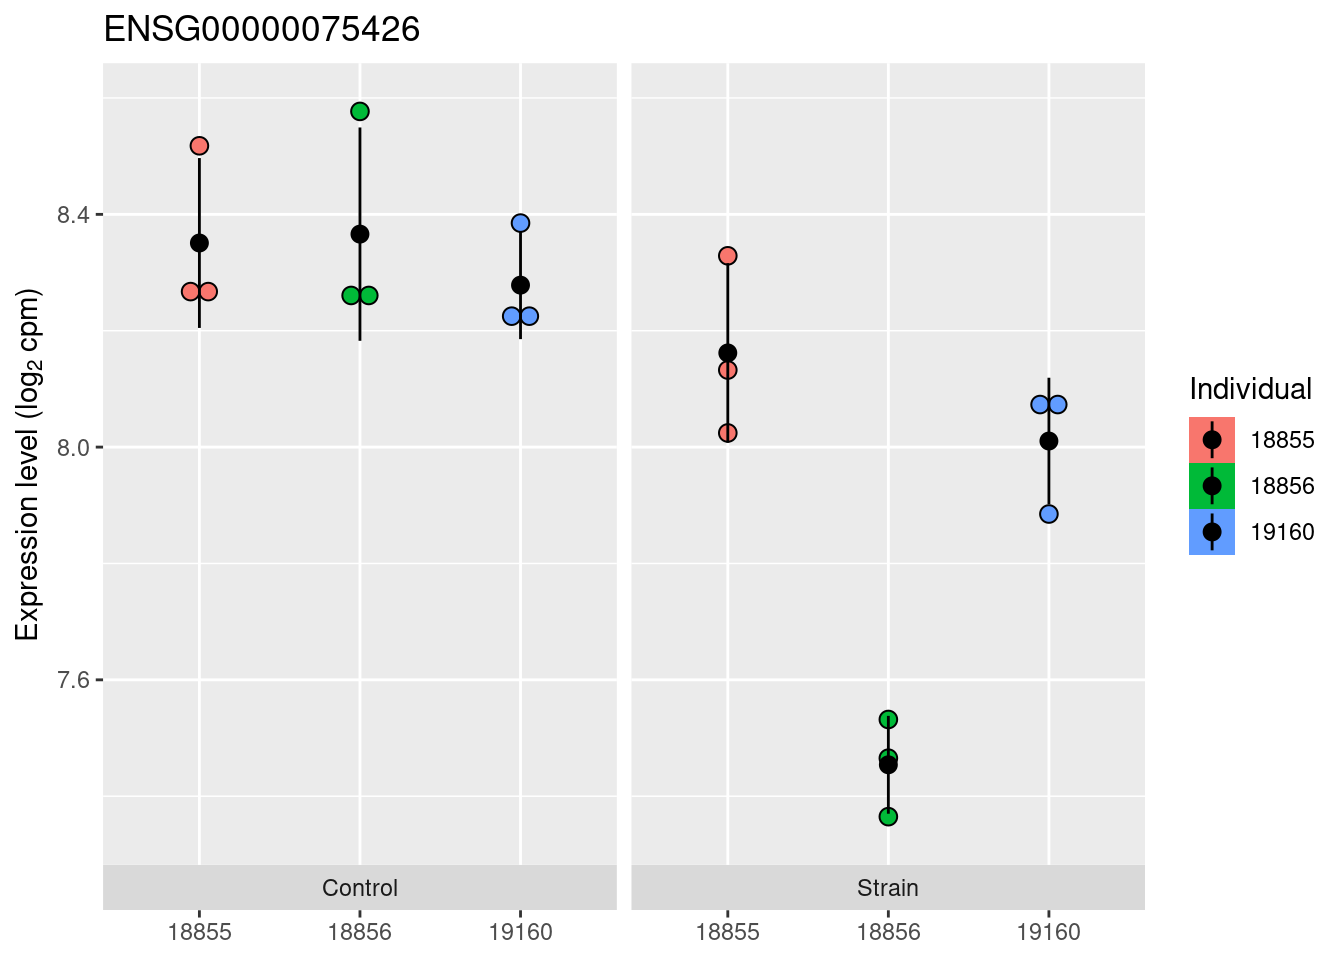 ENSG00000075426
Expression level (log₂ cpm)
8.4
8.0
7.6
Control
Strain
18855
18856
19160
18855
18856
19160
Individual
18855
18856
19160